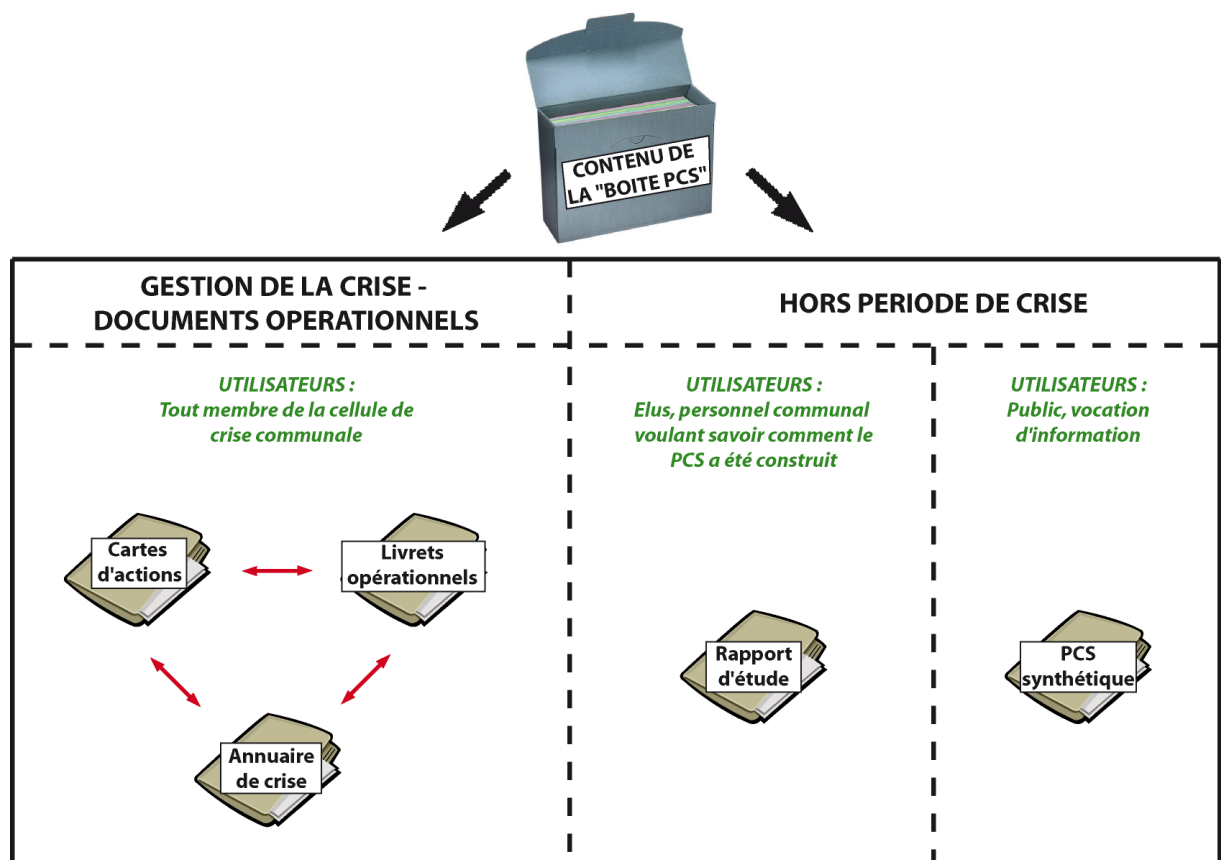 CONTENU DE
LA "BOITE PCS"
GESTION DE LA CRISE -
DOCUMENTS OPERATIONNELS
HORS PERIODE DE CRISE
UTILISATEURS :
Tout membre de la cellule de
crise communale
UTILISATEURS :
Elus, personnel communal
voulant savoir comment le
PCS a été construit
UTILISATEURS :
Public, vocation
d'information
Cartes
d'actions
Livrets
opérationnels
Annuaire
de crise
Rapport
d'étude
PCS
synthétique